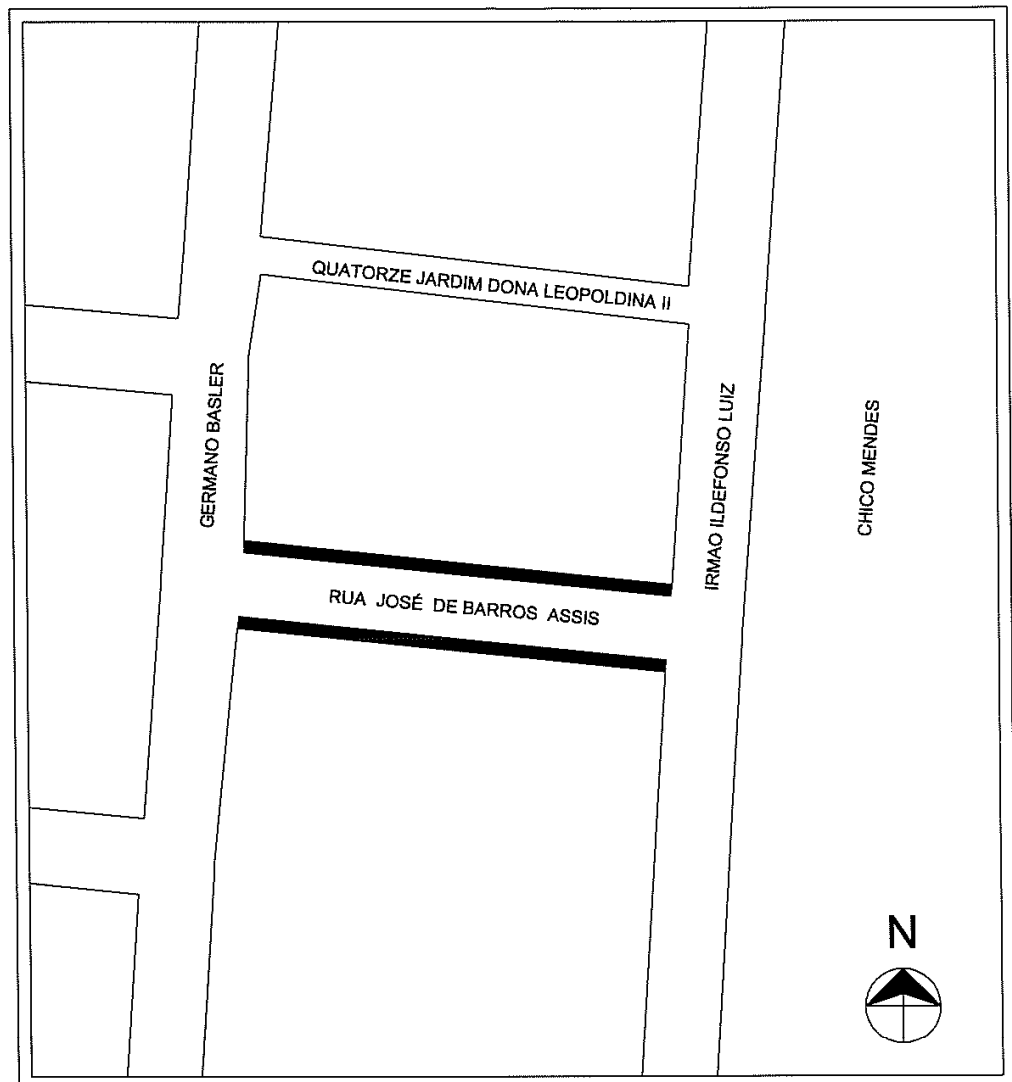 QUATORZE JARDIM DONA LEOPOLDINA II
GERMANO BASLER
IRMAO ILDEFONSO LUIZ
CHICO MENDES
RUA JOSÉ DE BARROS ASSIS
N